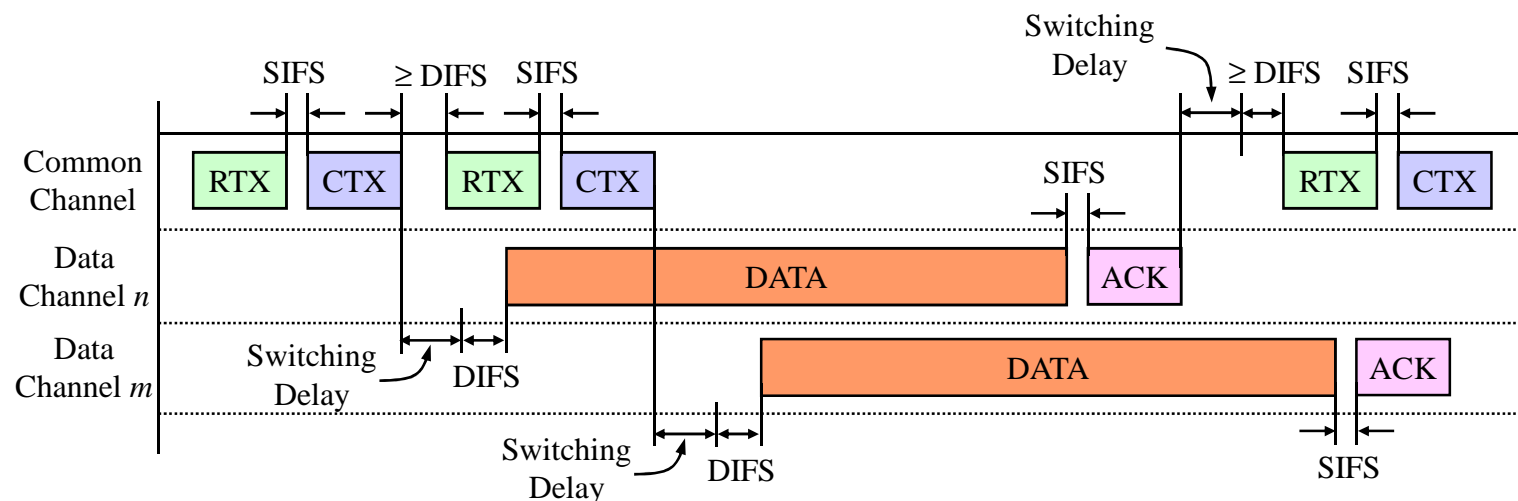 Switching
Delay
SIFS
≥ DIFS
SIFS
≥ DIFS
SIFS
Common
Channel
RTX
CTX
RTX
CTX
SIFS
RTX
CTX
Data
Channel n
DATA
ACK
Data
Channel m
Switching
Delay
DIFS
DATA
ACK
Switching
Delay
DIFS
SIFS